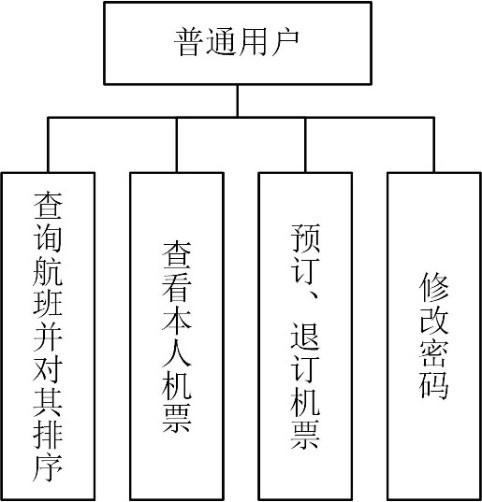 普通用户
查询航班并对其排序
查看本人机票
预订、退订机票
修改密码